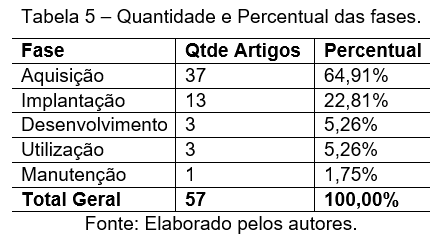 Tabela 5 – Quantidade e Percentual das fases.
Fase Qtde Artigos Percentual
Aquisição 37 64,91%
Implantação 13 22,81%
Desenvolvimento 3 5,26%
Utilização 3 5,26%
Manutenção 1 1,75%
Total Geral 57 100,00%
Fonte: Elaborado pelos autores.